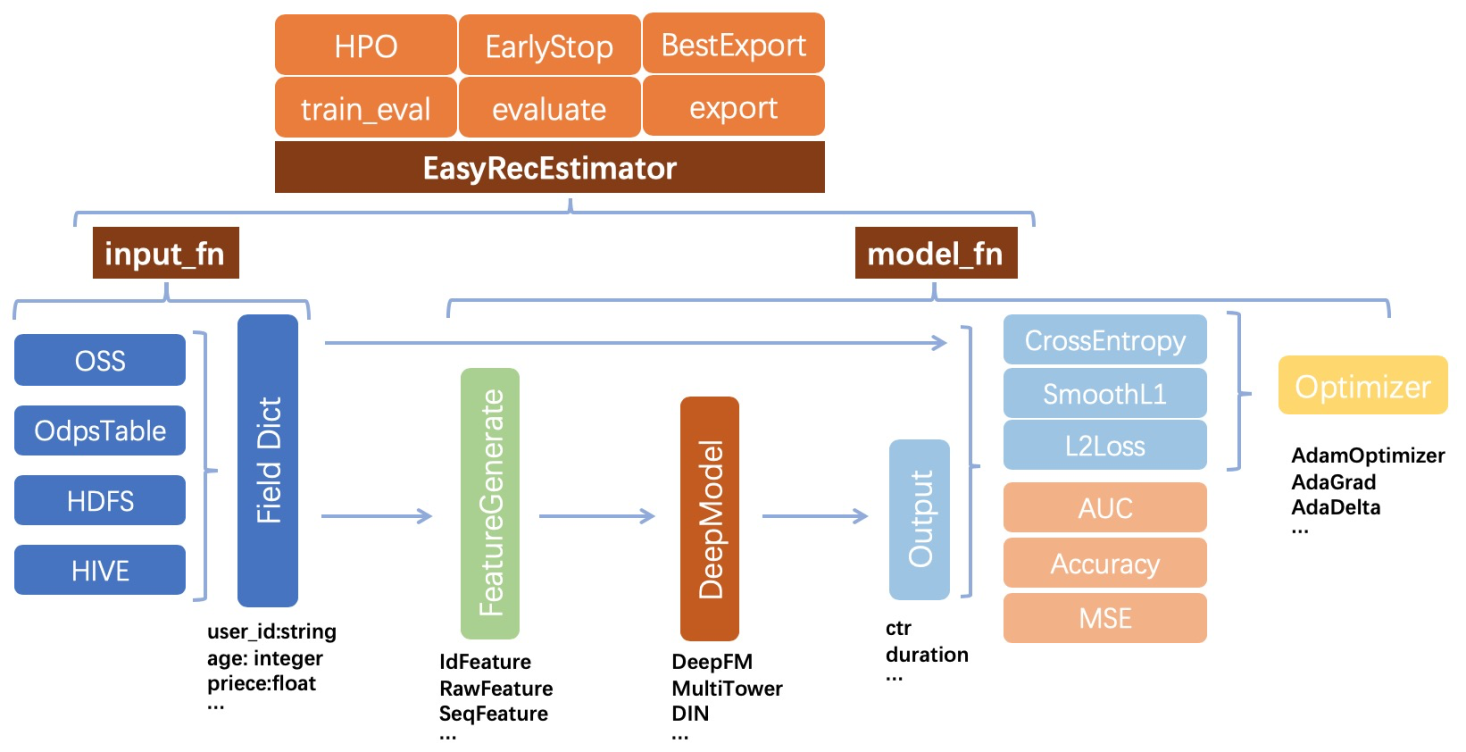 HPO
EarlyStop
BestExport
train_eval
evaluate
export
EasyRecEstimator
input_fn
model_fn
OSS
OdpsTable
HDFS
HIVE
Field Dict
user_id:string
age: integer
priece:float
...
FeatureGenerate
IdFeature
RawFeature
SeqFeature
...
DeepModel
DeepFM
MultiTower
DIN
...
Output
ctr
duration
...
CrossEntropy
SmoothL1
L2Loss
AUC
Accuracy
MSE
Optimizer
AdamOptimizer
AdaGrad
AdaDelta
...